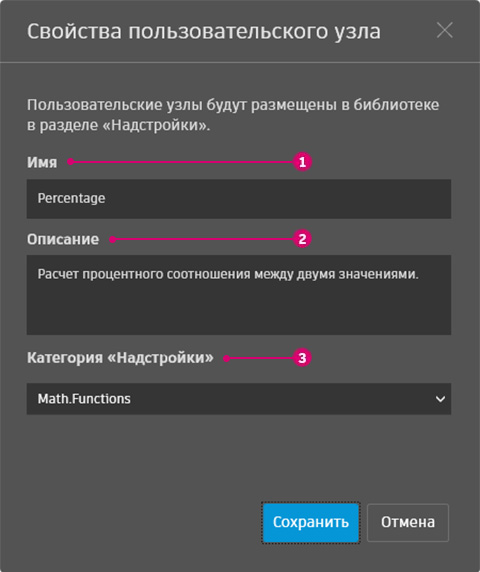 Свойства пользовательского узла
Пользовательские узлы будут размещены в библиотеке
в разделе «Надстройки».
Имя 1
Percentage
Описание 2
Расчет процентного соотношения между двумя значениями.
Категория «Надстройки» 3
Math.Functions
Сохранить Отмена